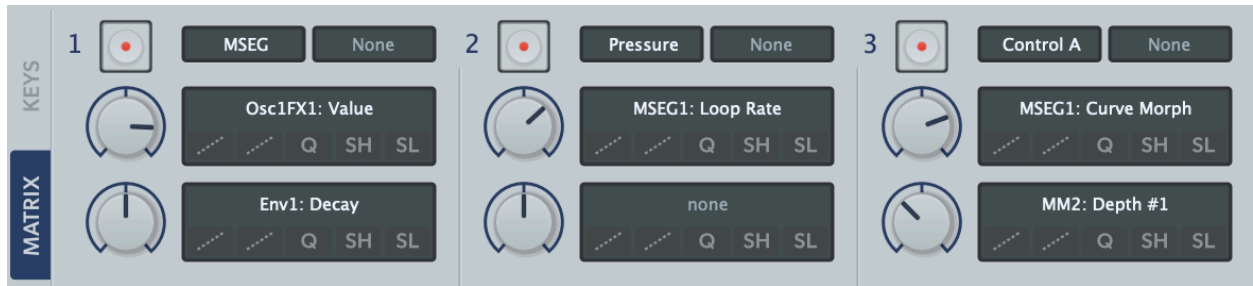 KEYS
MATRIX
1 MSEG None
Osc1FX1: Value
Q SH SL
Env1: Decay
Q SH SL
2 Pressure None
MSEG1: Loop Rate
Q SH SL
none
Q SH SL
3 Control A None
MSEG1: Curve Morph
Q SH SL
MM2: Depth #1
Q SH SL